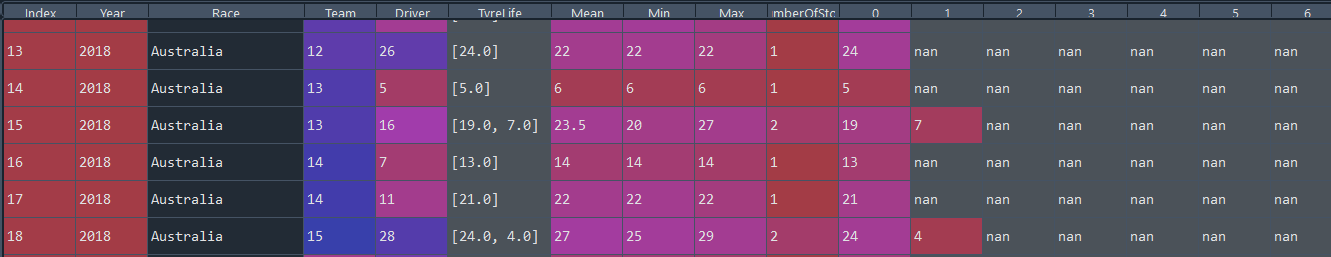 Index Year Race Team Driver TyreLife Mean Min Max mberOfSto 0 1 2 3 4 5 6
13 2018 Australia 12 26 [24.0] 22 22 22 1 24 nan nan nan nan nan nan
14 2018 Australia 13 5 [5.0] 6 6 6 1 5 nan nan nan nan nan nan
15 2018 Australia 13 16 [19.0, 7.0] 23.5 20 27 2 19 7 nan nan nan nan nan
16 2018 Australia 14 7 [13.0] 14 14 14 1 13 nan nan nan nan nan nan
17 2018 Australia 14 11 [21.0] 22 22 22 1 21 nan nan nan nan nan nan
18 2018 Australia 15 28 [24.0, 4.0] 27 25 29 2 24 4 nan nan nan nan nan